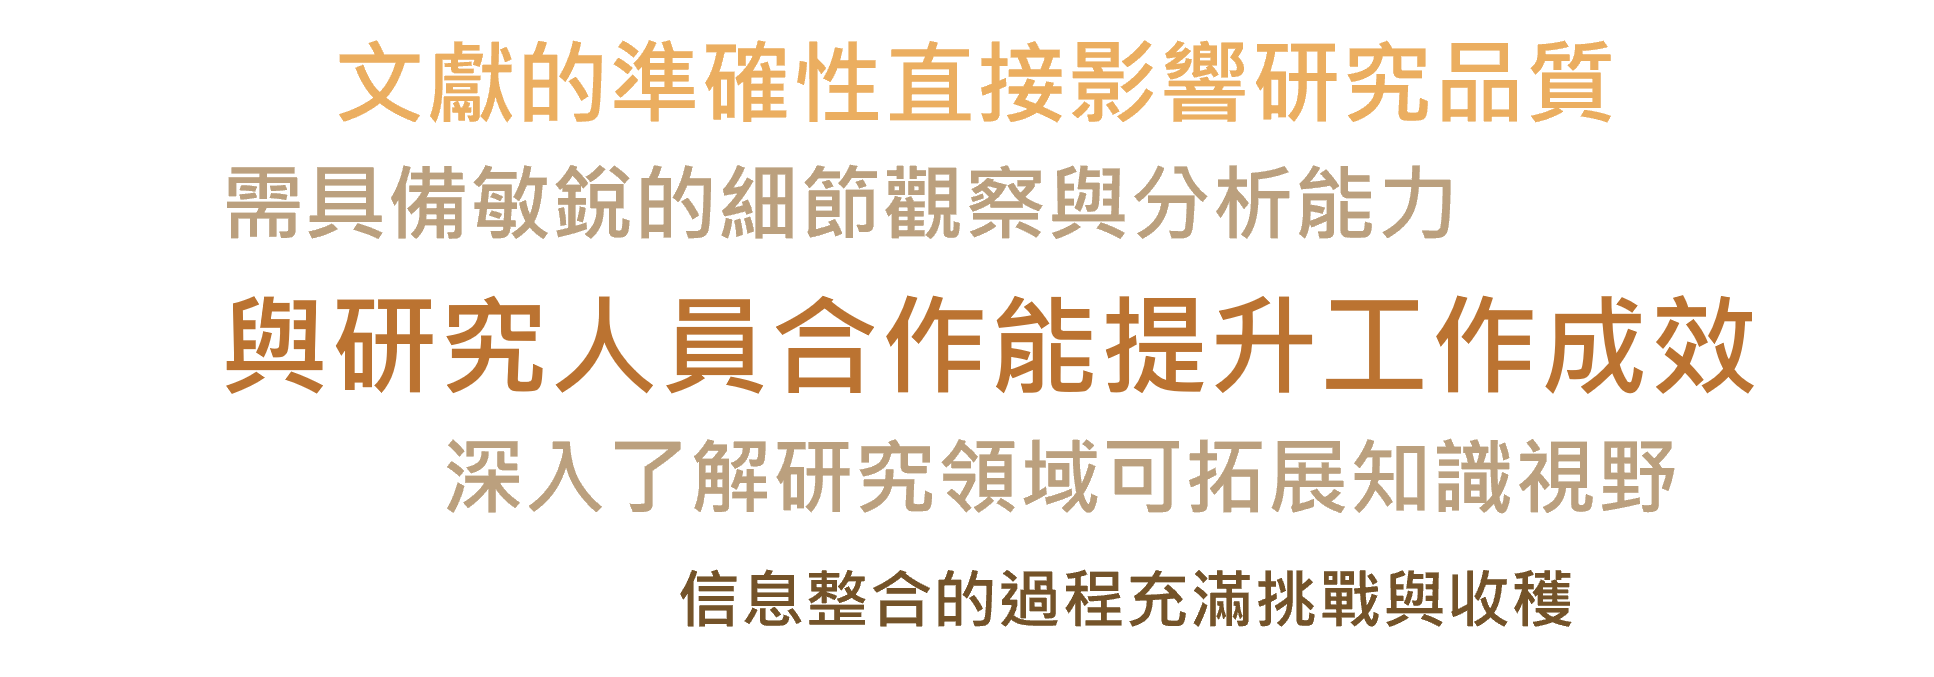 文獻的準確性直接影響研究品質
需具備敏銳的細節觀察與分析能力
與研究人員合作能提升工作成效
深入了解研究領域可拓展知識視野
信息整合的過程充滿挑戰與收穫